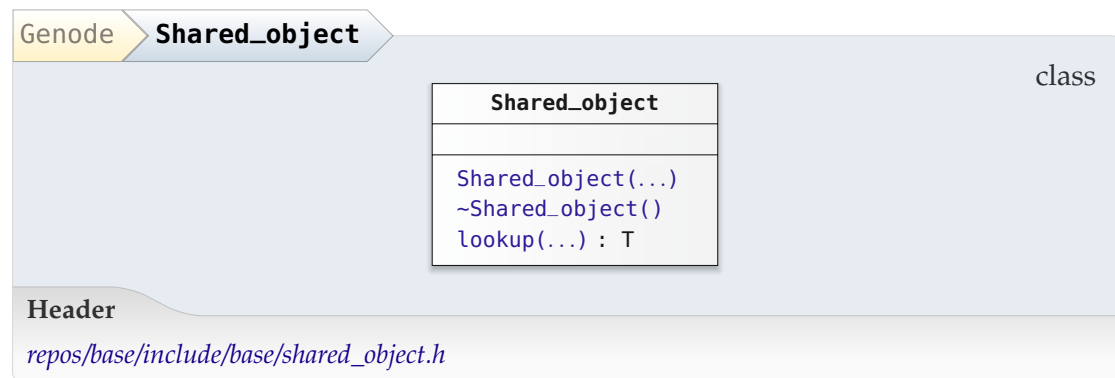 Genode Shared_object
class
Shared_object
Shared_object(...)
~Shared_object()
lookup(...) : T
Header
repos/base/include/base/shared_object.h